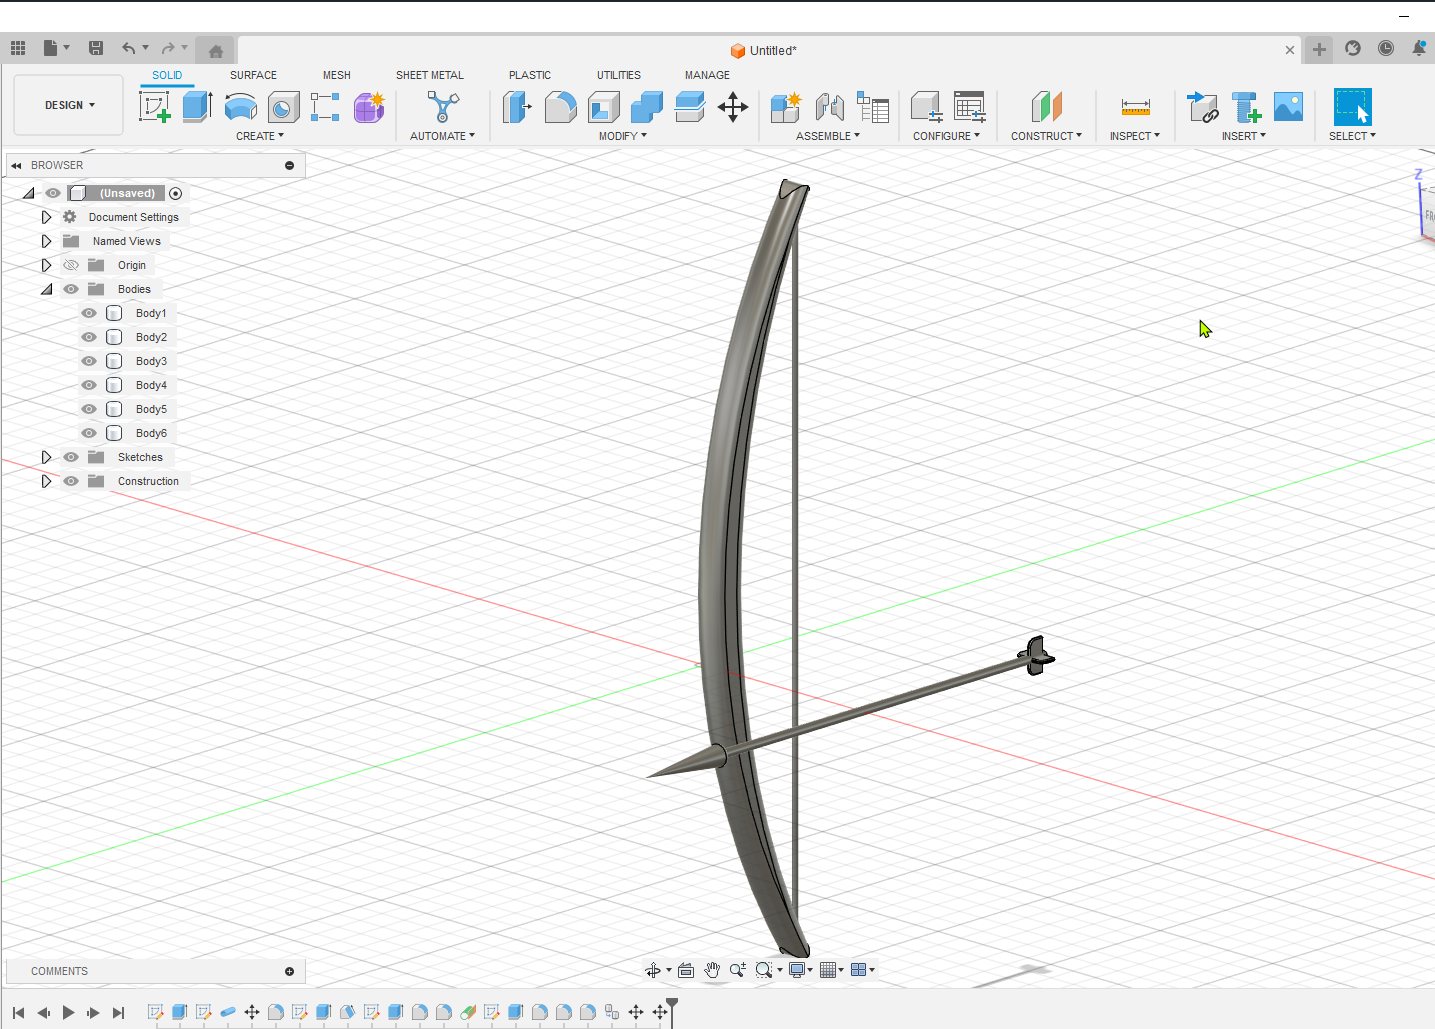 Untitled*
SOLID SURFACE MESH SHEET METAL PLASTIC UTILITIES MANAGE
DESIGN
CREATE AUTOMATE MODIFY ASSEMBLE CONFIGURE CONSTRUCT INSPECT INSERT SELECT
BROWSER
(Unsaved)
Document Settings
Named Views
Origin
Bodies
Body1
Body2
Body3
Body4
Body5
Body6
Sketches
Construction
Z
COMMENTS